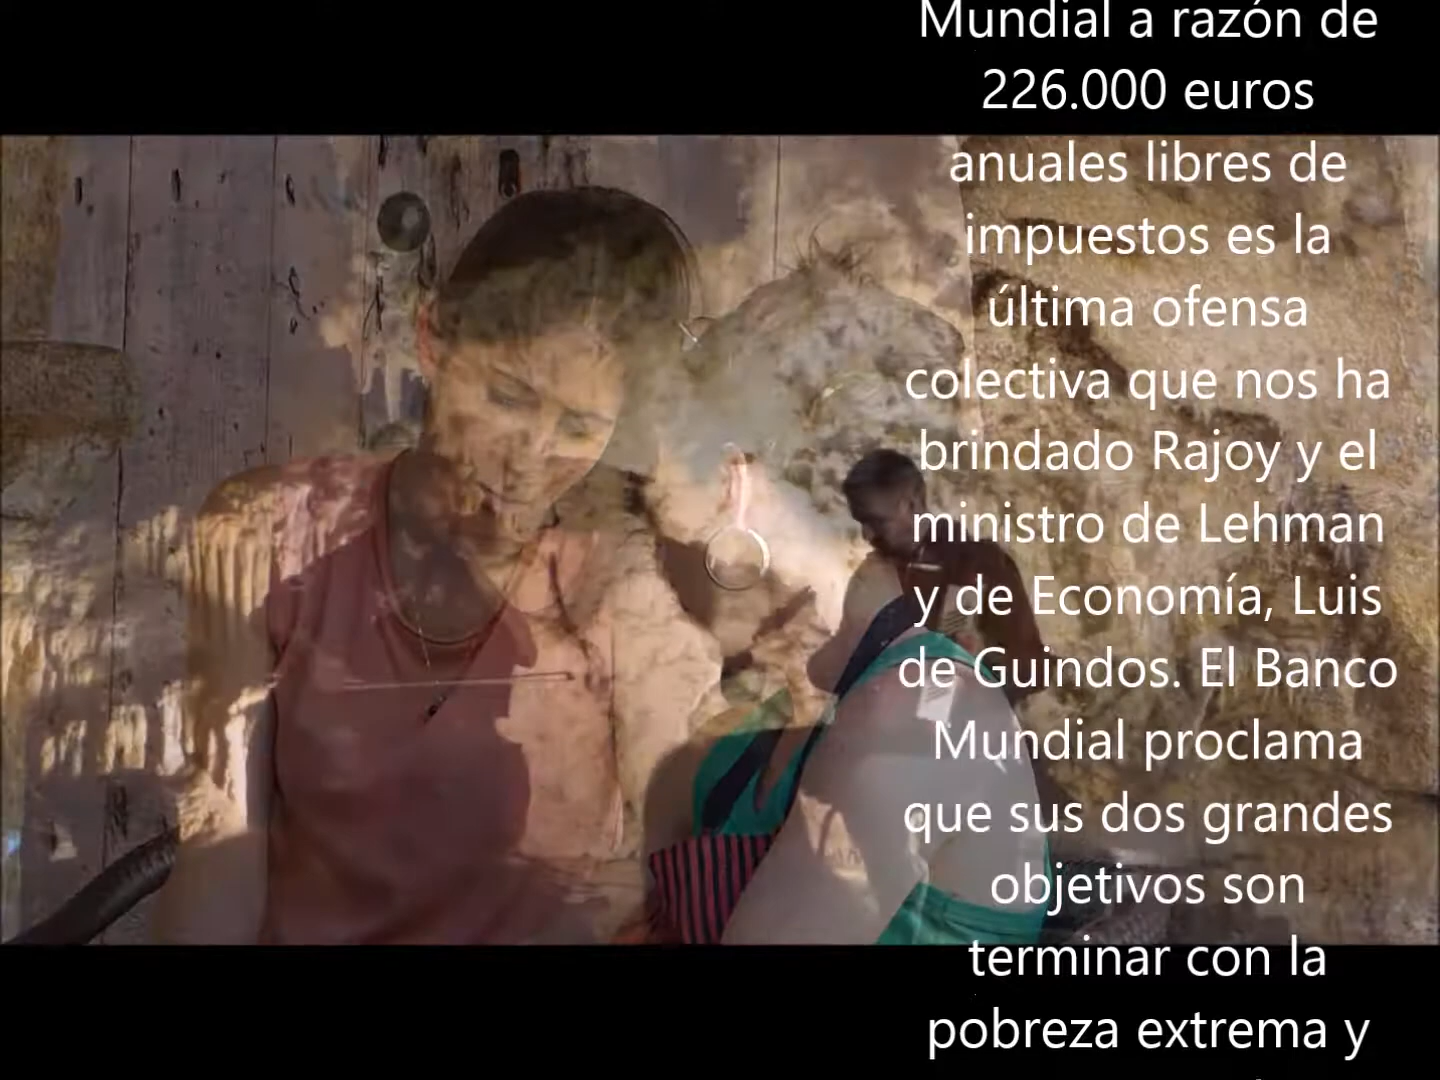 Mundial a razón de
226.000 euros
anuales libres de
impuestos es la
última ofensa
colectiva que nos ha
brindado Rajoy y el
ministro de Lehman
y de Economía, Luis
de Guindos. El Banco
Mundial proclama
que sus dos grandes
objetivos son
terminar con la
pobreza extrema y